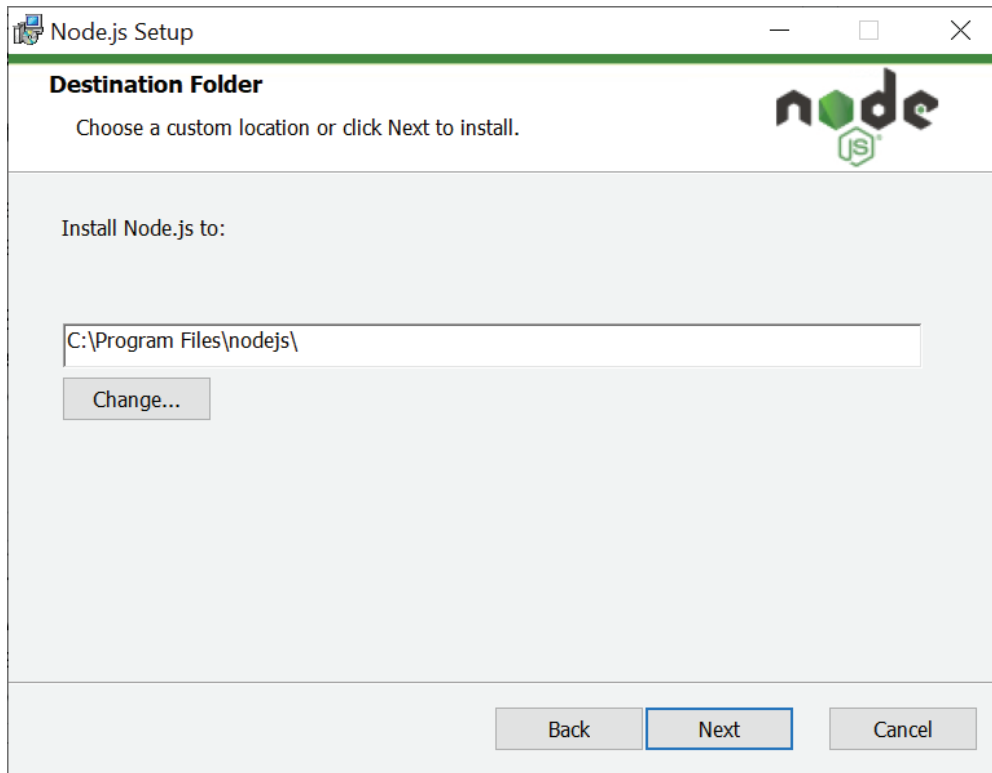 Node.js Setup
Destination Folder
Choose a custom location or click Next to install.
node
JS
Install Node.js to:
C:\Program Files\nodejs\
Change...
Back
Next
Cancel